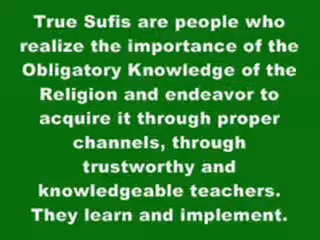 True Sufis are people who
realize the importance of the
Obligatory Knowledge of the
Religion and endeavor to
acquire it through proper
channels, through
trustworthy and
knowledgeable teachers.
They learn and implement.